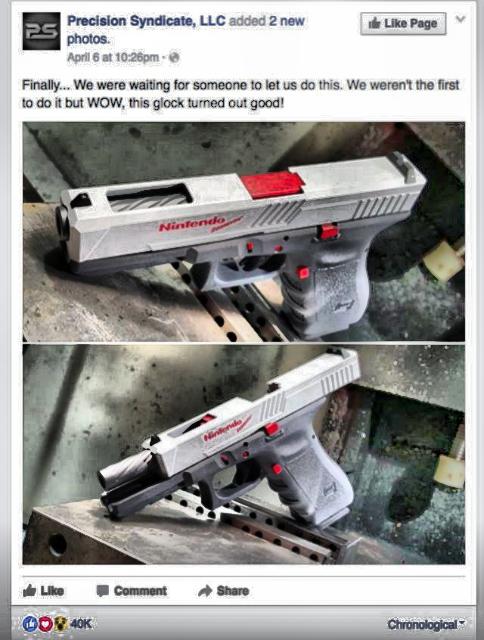 PS
Precision Syndicate, LLC added 2 new
photos.
April 6 at 10:26pm ·
Like Page
Finally... We were waiting for someone to let us do this. We weren't the first
to do it but WOW, this glock turned out good!
Nintendo
Nintendo
Like
Comment
Share
40K
Chronological